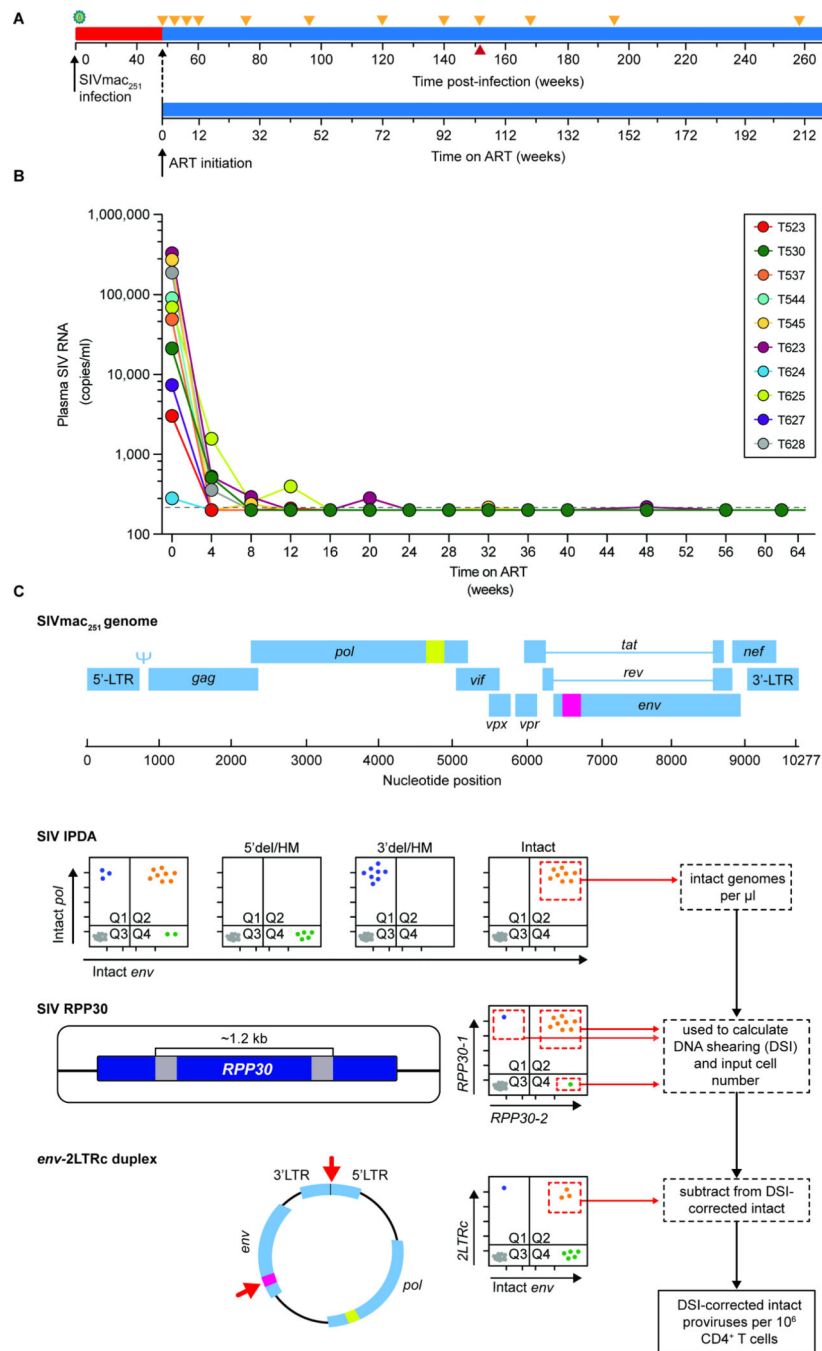 A
0 40 60 80 100 120 140 160 180 200 220 240 260
SIVmac251
infection
Time post-infection (weeks)
0 12 32 52 72 92 112 132 152 172 192 212
Time on ART (weeks)
ART initiation
B
1,000,000
100,000
10,000
1,000
100
Plasma SIV RNA
(copies/ml)
T523
T530
T537
T544
T545
T623
T624
T625
T627
T628
0 4 8 12 16 20 24 28 32 36 40 44 48 52 56 60 64
Time on ART
(weeks)
C
SIVmac251 genome
Ψ
pol
tat
nef
5'-LTR
gag
vif
rev
3'-LTR
vpx
vpr
env
0 1000 2000 3000 4000 5000 6000 7000 8000 9000 10277
Nucleotide position
SIV IPDA
5'del/HM
3'del/HM
Intact
Intact pol
Q1 Q2
Q3 Q4
Q1 Q2
Q3 Q4
Q1 Q2
Q3 Q4
Q1 Q2
Q3 Q4
Intact env
intact genomes
per µl
SIV RPP30
~1.2 kb
RPP30
RPP30-1
Q1 Q2
Q3 Q4
RPP30-2
used to calculate
DNA shearing (DSI)
and input cell
number
env-2LTRc duplex
3'LTR 5'LTR
env
pol
2LTRc
Q1 Q2
Q3 Q4
Intact env
subtract from DSI-
corrected intact
DSI-corrected intact
proviruses per 10⁶
CD4⁺ T cells